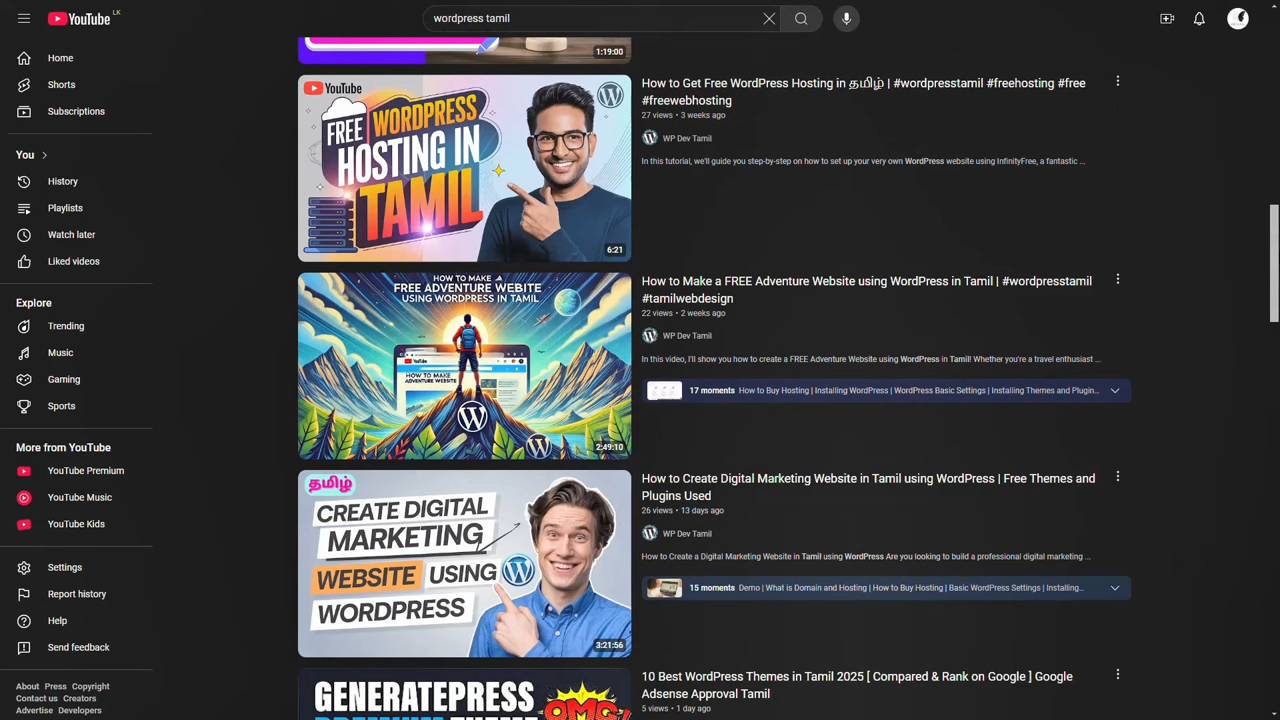 YouTube LK
wordpress tamil
Home
Shorts
Subscriptions
You
History
Playlists
Watch later
Liked videos
Explore
Trending
Music
Gaming
Sports
More from YouTube
YouTube Premium
YouTube Music
YouTube Kids
Settings
Report history
Help
Send feedback
About Press Copyright
Contact us Creators
Advertise Developers
1:19:00
YouTube
FREE WORDPRESS
HOSTING IN
TAMIL
6:21
How to Get Free WordPress Hosting in தமிழ் | #wordpresstamil #freehosting #free
#freewebhosting
27 views • 3 weeks ago
WP Dev Tamil
In this tutorial, we'll guide you step-by-step on how to set up your very own WordPress website using InfinityFree, a fantastic ...
HOW TO MAKE
FREE ADVENTURE WEBITE
USING WORDPRESS IN TAMIL
YouTube
HOW TO MAKE
ADVENTURE WEBITE
2:49:10
How to Make a FREE Adventure Website using WordPress in Tamil | #wordpresstamil
#tamilwebdesign
22 views • 2 weeks ago
WP Dev Tamil
In this video, I'll show you how to create a FREE Adventure Website using WordPress in Tamil! Whether you're a travel enthusiast ...
17 moments How to Buy Hosting | Installing WordPress | WordPress Basic Settings | Installing Themes and Plugin...
தமிழ்
CREATE DIGITAL
MARKETING
WEBSITE USING
WORDPRESS
3:21:56
How to Create Digital Marketing Website in Tamil using WordPress | Free Themes and
Plugins Used
26 views • 13 days ago
WP Dev Tamil
How to Create a Digital Marketing Website in Tamil using WordPress Are you looking to build a professional digital marketing ...
15 moments Demo | What is Domain and Hosting | How to Buy Hosting | Basic WordPress Settings | Installing...
GENERATEPRESS
PREMIUM THEME
OMG!
10 Best WordPress Themes in Tamil 2025 [ Compared & Rank on Google ] Google
Adsense Approval Tamil
5 views • 1 day ago